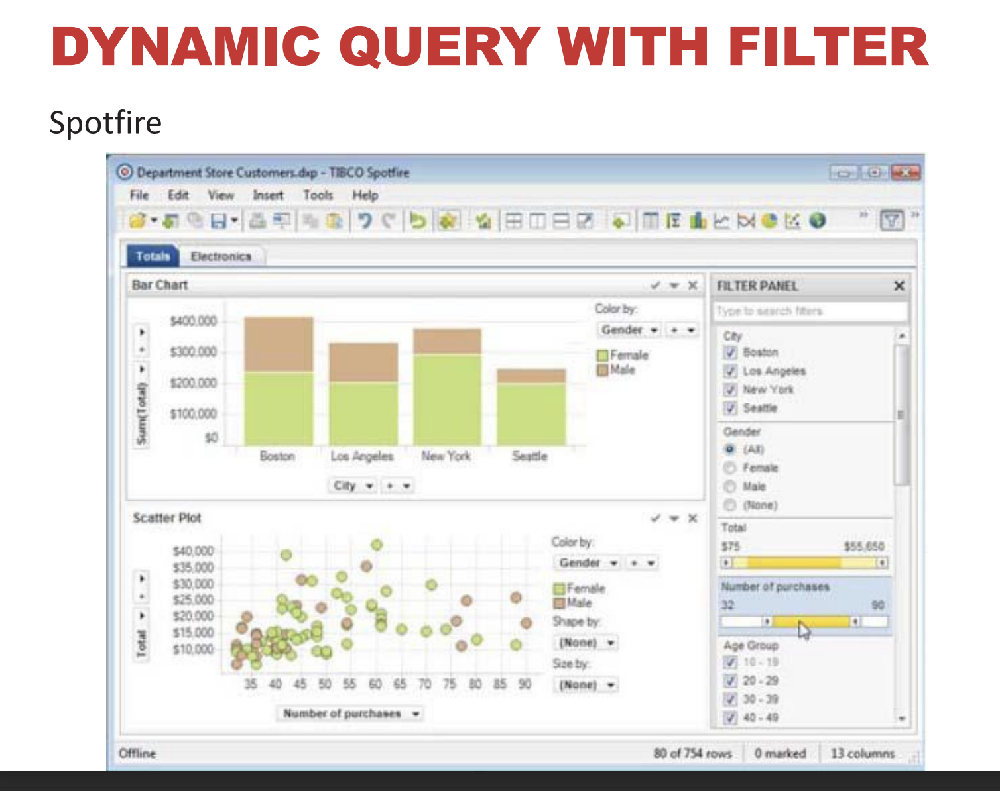 DYNAMIC QUERY WITH FILTER
Spotfire
Department Store Customers.dxp - TIBCO Spotfire
File Edit View Insert Tools Help
Totals Electronics
Bar Chart
Color by:
Gender
Female
Male
$400,000
$300,000
$200,000
$100,000
$0
Sum(Total)
Boston Los Angeles New York Seattle
City
Scatter Plot
Color by:
Gender
Female
Male
Shape by:
(None)
Size by:
(None)
$40,000
$35,000
$30,000
$25,000
$20,000
$15,000
$10,000
Total
35 40 45 50 55 60 65 70 75 80 85 90
Number of purchases
FILTER PANEL
Type to search filters
City
Boston
Los Angeles
New York
Seattle
Gender
(All)
Female
Male
(None)
Total
$75 $55,650
Number of purchases
32 90
Age Group
10 - 19
20 - 29
30 - 39
40 - 49
Offline 80 of 754 rows 0 marked 13 columns